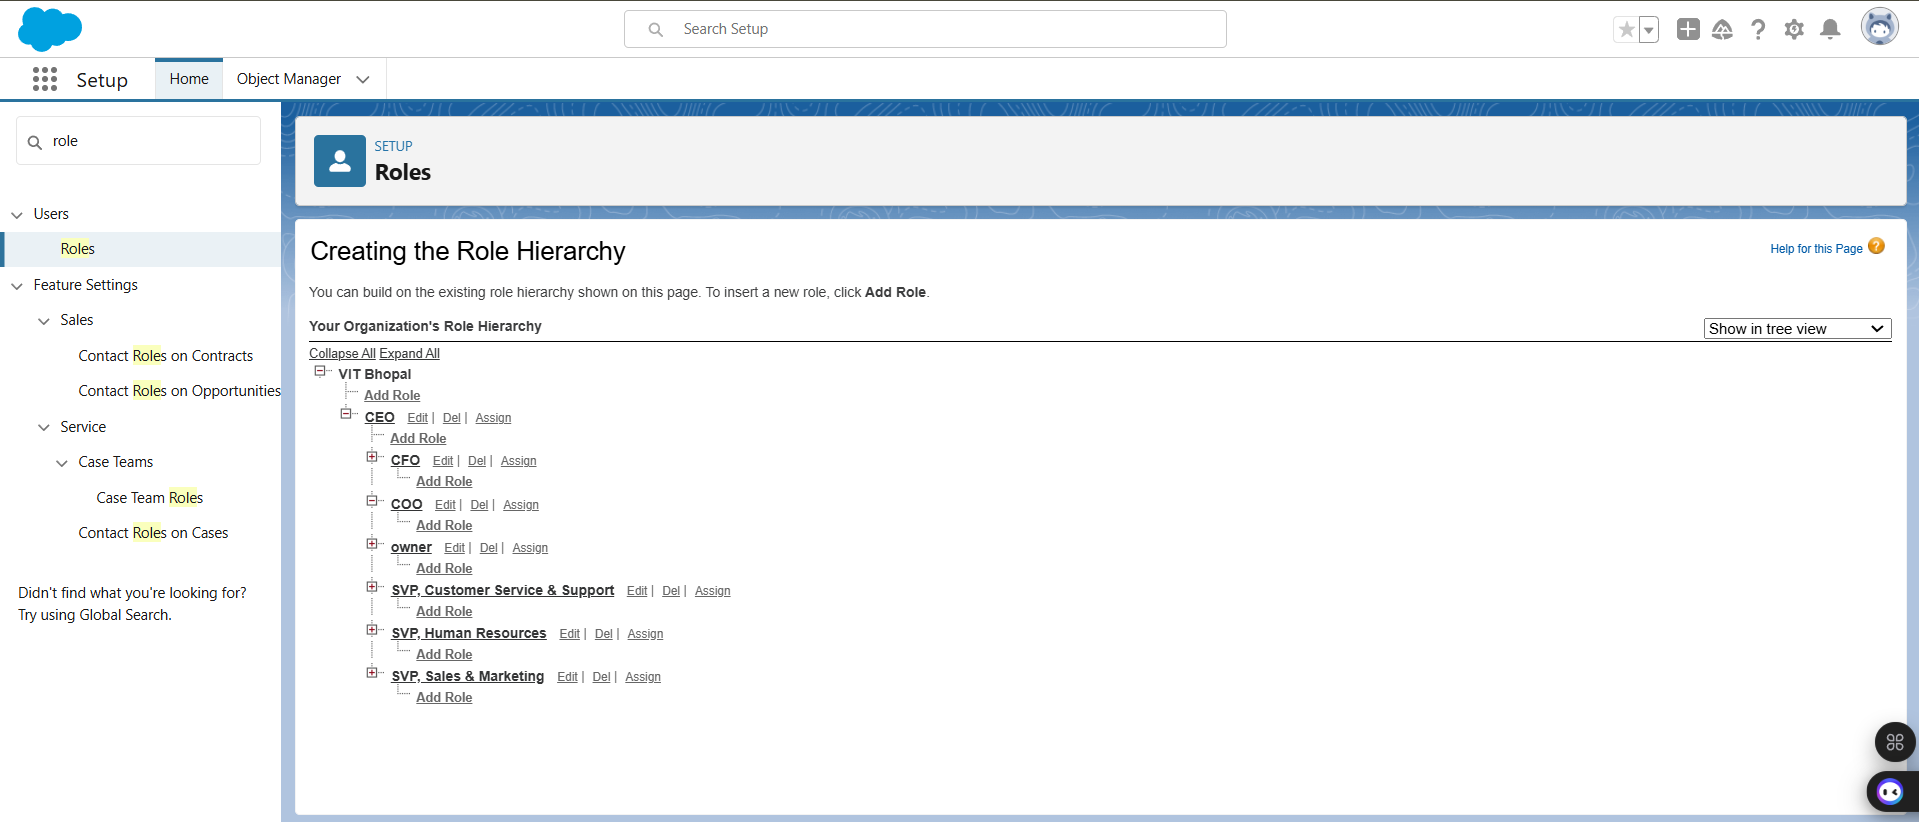 Search Setup
Setup
Home
Object Manager
role
Users
Roles
Feature Settings
Sales
Contact Roles on Contracts
Contact Roles on Opportunities
Service
Case Teams
Case Team Roles
Contact Roles on Cases
Didn't find what you're looking for?
Try using Global Search.
SETUP
Roles
Creating the Role Hierarchy
Help for this Page ?
You can build on the existing role hierarchy shown on this page. To insert a new role, click Add Role.
Your Organization's Role Hierarchy
Show in tree view
Collapse All Expand All
VIT Bhopal
Add Role
CEO Edit | Del | Assign
Add Role
CFO Edit | Del | Assign
Add Role
COO Edit | Del | Assign
Add Role
owner Edit | Del | Assign
Add Role
SVP, Customer Service & Support Edit | Del | Assign
Add Role
SVP, Human Resources Edit | Del | Assign
Add Role
SVP, Sales & Marketing Edit | Del | Assign
Add Role